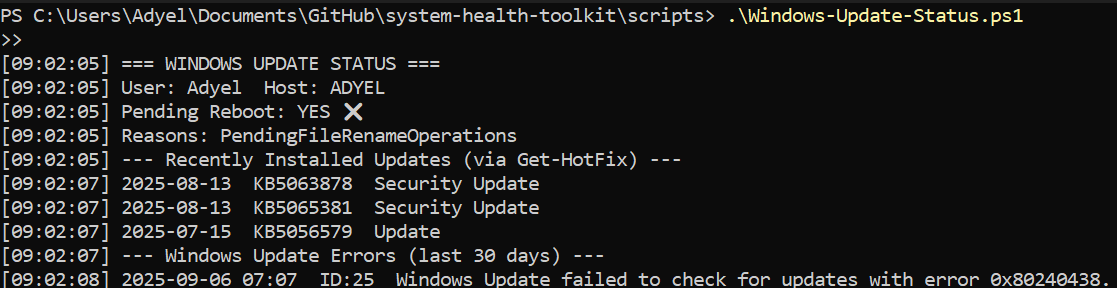 PS C:\Users\Adyel\Documents\GitHub\system-health-toolkit\scripts> .\Windows-Update-Status.ps1
>>
[09:02:05] === WINDOWS UPDATE STATUS ===
[09:02:05] User: Adyel  Host: ADYEL
[09:02:05] Pending Reboot: YES ❌
[09:02:05] Reasons: PendingFileRenameOperations
[09:02:05] --- Recently Installed Updates (via Get-HotFix) ---
[09:02:07] 2025-08-13  KB5063878  Security Update
[09:02:07] 2025-08-13  KB5065381  Security Update
[09:02:07] 2025-07-15  KB5056579  Update
[09:02:07] --- Windows Update Errors (last 30 days) ---
[09:02:08] 2025-09-06 07:07  ID:25  Windows Update failed to check for updates with error 0x80240438.